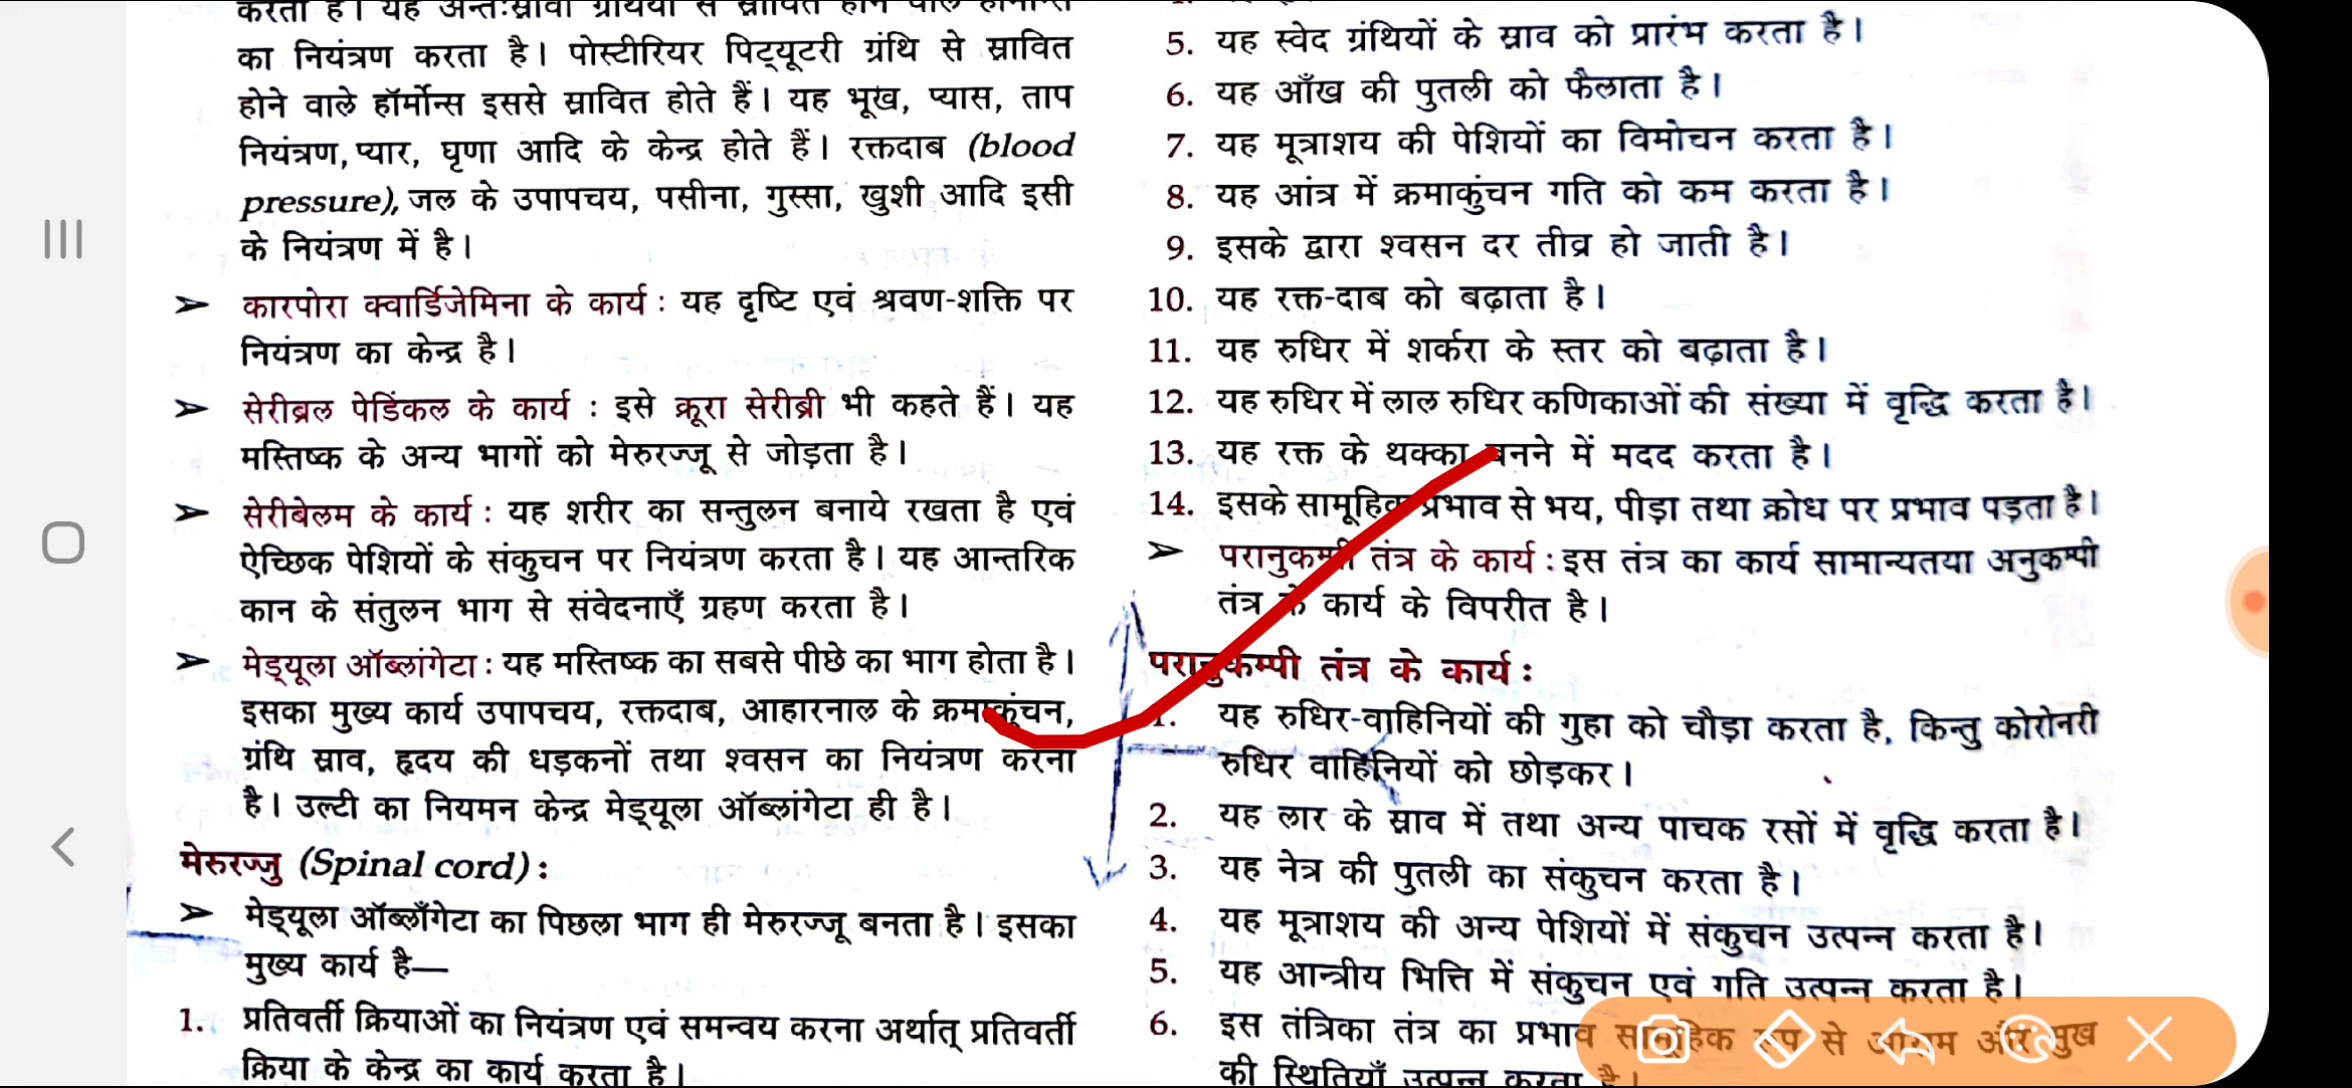 करता है। यह अन्तःस्रावी ग्रंथियों से स्रावित होने वाले हॉर्मोन्स
का नियंत्रण करता है। पोस्टीरियर पिट्यूटरी ग्रंथि से स्रावित
होने वाले हॉर्मोन्स इससे स्रावित होते हैं। यह भूख, प्यास, ताप
नियंत्रण, प्यार, घृणा आदि के केन्द्र होते हैं। रक्तदाब (blood
pressure), जल के उपापचय, पसीना, गुस्सा, खुशी आदि इसी
के नियंत्रण में है।
➢ कारपोरा क्वार्डिजेमिना के कार्य : यह दृष्टि एवं श्रवण-शक्ति पर
नियंत्रण का केन्द्र है।
➢ सेरीब्रल पेडिंकल के कार्य : इसे क्रूरा सेरीब्री भी कहते हैं। यह
मस्तिष्क के अन्य भागों को मेरुरज्जू से जोड़ता है।
➢ सेरीबेलम के कार्य : यह शरीर का सन्तुलन बनाये रखता है एवं
ऐच्छिक पेशियों के संकुचन पर नियंत्रण करता है। यह आन्तरिक
कान के संतुलन भाग से संवेदनाएँ ग्रहण करता है।
➢ मेड्यूला ऑब्लांगेटा : यह मस्तिष्क का सबसे पीछे का भाग होता है।
इसका मुख्य कार्य उपापचय, रक्तदाब, आहारनाल के क्रमाकुंचन,
ग्रंथि स्राव, हृदय की धड़कनों तथा श्वसन का नियंत्रण करना
है। उल्टी का नियमन केन्द्र मेड्यूला ऑब्लांगेटा ही है।
मेरुरज्जु (Spinal cord) :
➢ मेड्यूला ऑब्लाँगेटा का पिछला भाग ही मेरुरज्जू बनता है। इसका
मुख्य कार्य है—
1. प्रतिवर्ती क्रियाओं का नियंत्रण एवं समन्वय करना अर्थात् प्रतिवर्ती
क्रिया के केन्द्र का कार्य करता है।
5. यह स्वेद ग्रंथियों के स्राव को प्रारंभ करता है।
6. यह आँख की पुतली को फैलाता है।
7. यह मूत्राशय की पेशियों का विमोचन करता है।
8. यह आंत्र में क्रमाकुंचन गति को कम करता है।
9. इसके द्वारा श्वसन दर तीव्र हो जाती है।
10. यह रक्त-दाब को बढ़ाता है।
11. यह रुधिर में शर्करा के स्तर को बढ़ाता है।
12. यह रुधिर में लाल रुधिर कणिकाओं की संख्या में वृद्धि करता है।
13. यह रक्त के थक्का बनने में मदद करता है।
14. इसके सामूहिक प्रभाव से भय, पीड़ा तथा क्रोध पर प्रभाव पड़ता है।
➢ परानुकम्पी तंत्र के कार्य : इस तंत्र का कार्य सामान्यतया अनुकम्पी
तंत्र के कार्य के विपरीत है।
परानुकम्पी तंत्र के कार्य :
1. यह रुधिर-वाहिनियों की गुहा को चौड़ा करता है, किन्तु कोरोनरी
रुधिर वाहिनियों को छोड़कर।
2. यह लार के स्राव में तथा अन्य पाचक रसों में वृद्धि करता है।
3. यह नेत्र की पुतली का संकुचन करता है।
4. यह मूत्राशय की अन्य पेशियों में संकुचन उत्पन्न करता है।
5. यह आन्त्रीय भित्ति में संकुचन एवं गति उत्पन्न करता है।
6. इस तंत्रिका तंत्र का प्रभाव सामूहिक रूप से आराम और सुख
की स्थितियाँ उत्पन्न करता है।